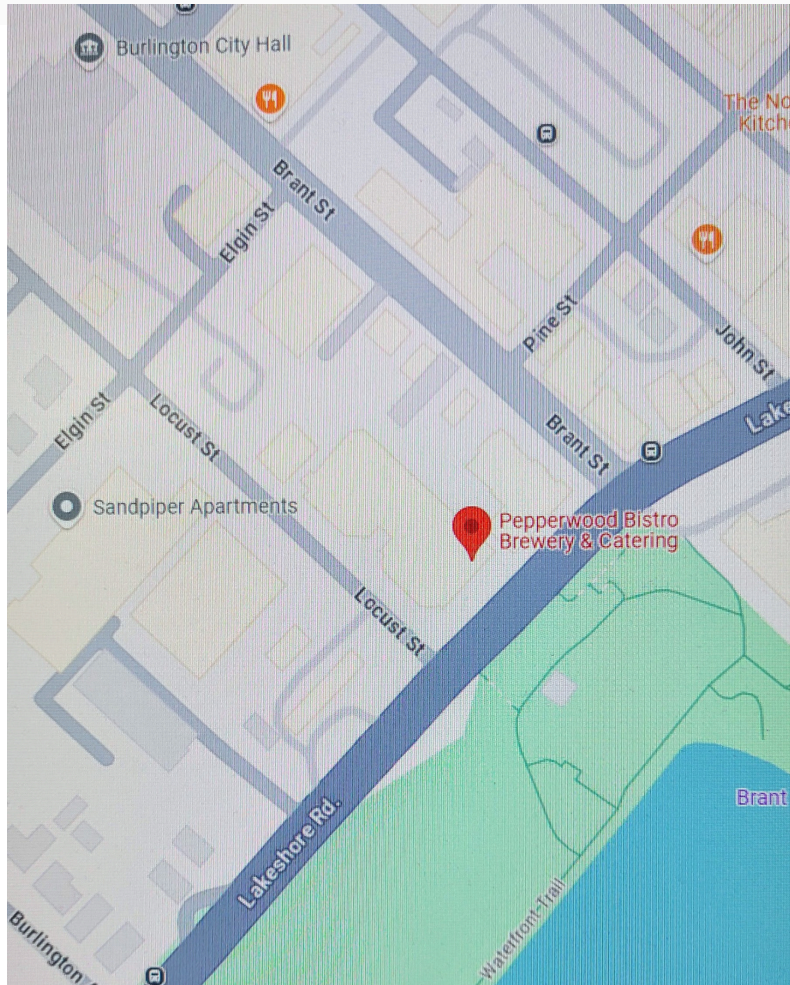 Burlington City Hall
The No
Kitche
Brant St
Elgin St
Pine St
John St
Lake
Elgin St
Locust St
Brant St
Sandpiper Apartments
Pepperwood Bistro
Brewery & Catering
Locust St
Brant
Lakeshore Rd.
Waterfront Trail
Burlington